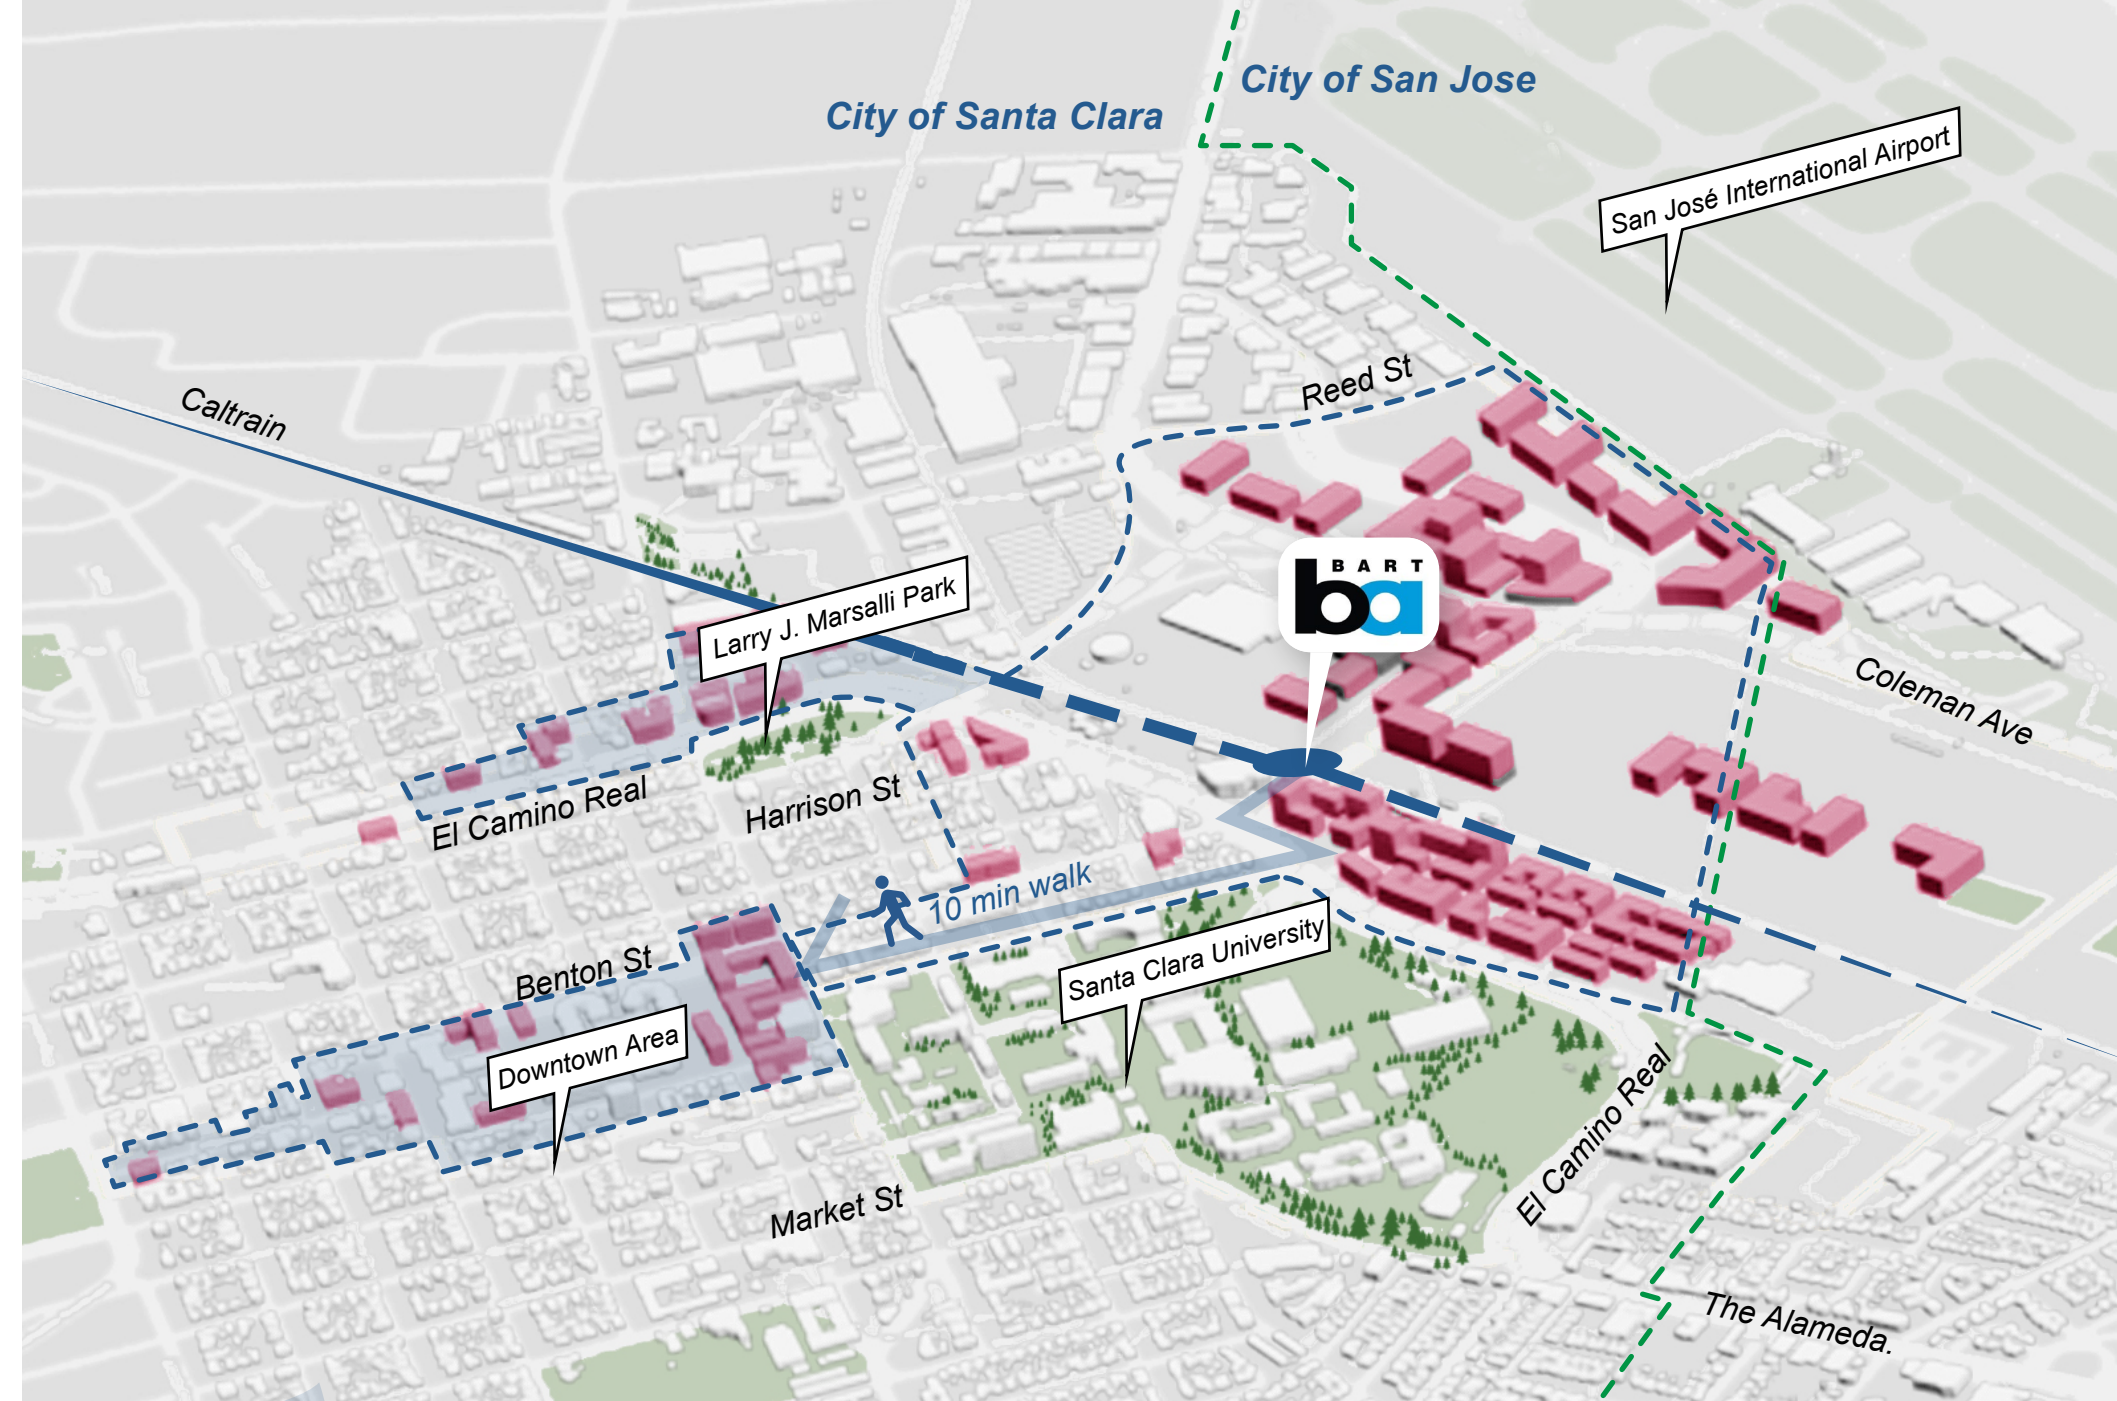 City of San Jose
City of Santa Clara
San José International Airport
Reed St
Caltrain
BART
ba
Larry J. Marsalli Park
Coleman Ave
El Camino Real
Harrison St
10 min walk
Santa Clara University
Benton St
Downtown Area
El Camino Real
Market St
The Alameda.